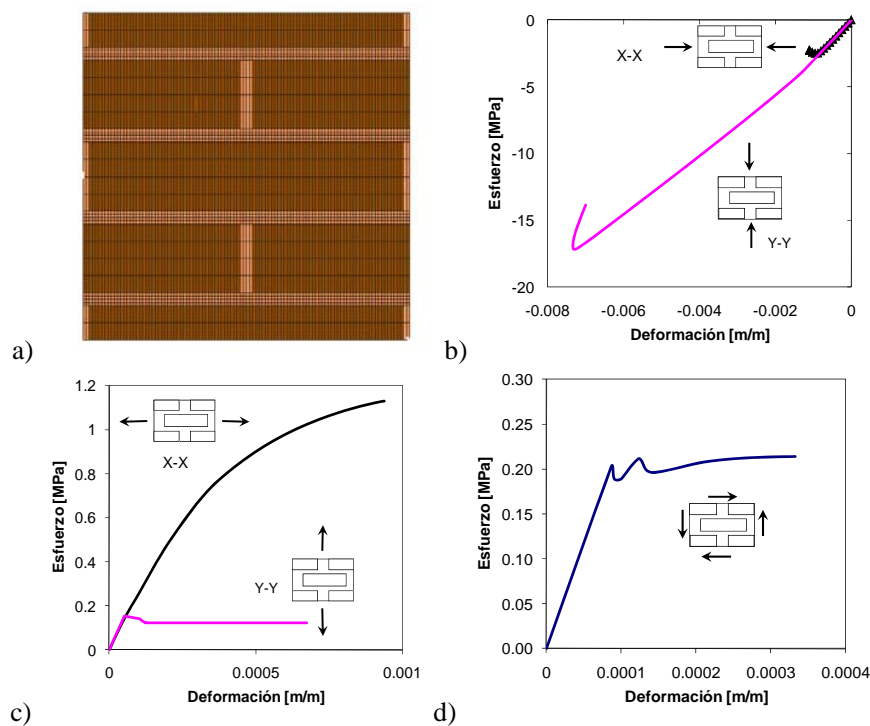 a)
b)
0
-5
-10
-15
-20
-0.008 -0.006 -0.004 -0.002 0
Esfuerzo [MPa]
Deformación [m/m]
X-X
Y-Y
c)
1.2
1
0.8
0.6
0.4
0.2
0
0 0.0005 0.001
Esfuerzo [MPa]
Deformación [m/m]
X-X
Y-Y
d)
0.30
0.25
0.20
0.15
0.10
0.05
0.00
0 0.0001 0.0002 0.0003 0.0004
Esfuerzo [MPa]
Deformación [m/m]